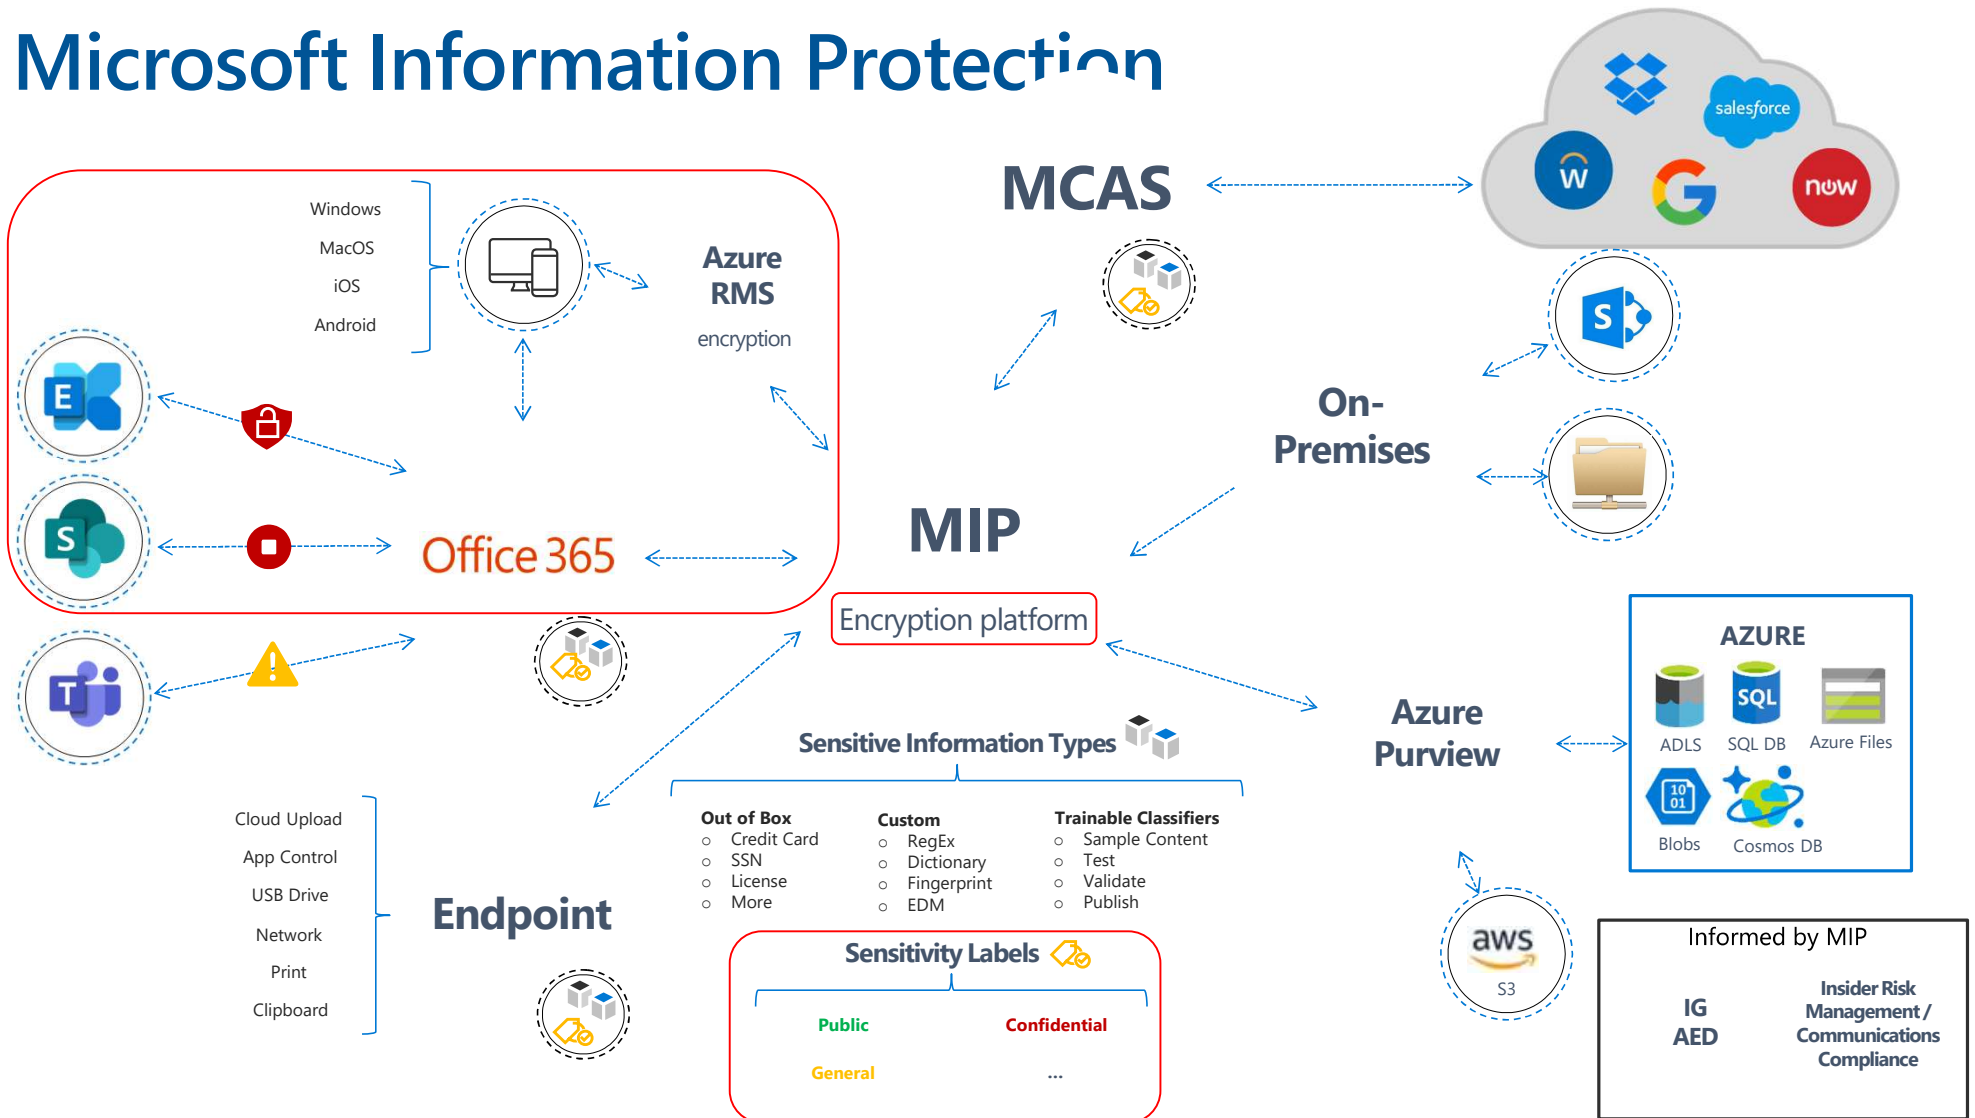 Microsoft Information Protection
salesforce
W
now
MCAS
Windows
MacOS
iOS
Android
Azure
RMS
encryption
E
S
Office 365
T
On-
Premises
S
MIP
Encryption platform
AZURE
ADLS
SQL
SQL DB
Azure Files
10
01
Blobs
Cosmos DB
Azure
Purview
aws
S3
Sensitive Information Types
Out of Box
o Credit Card
o SSN
o License
o More
Custom
o RegEx
o Dictionary
o Fingerprint
o EDM
Trainable Classifiers
o Sample Content
o Test
o Validate
o Publish
Cloud Upload
App Control
USB Drive
Network
Print
Clipboard
Endpoint
Sensitivity Labels
Public
Confidential
General
...
Informed by MIP
IG
AED
Insider Risk
Management /
Communications
Compliance